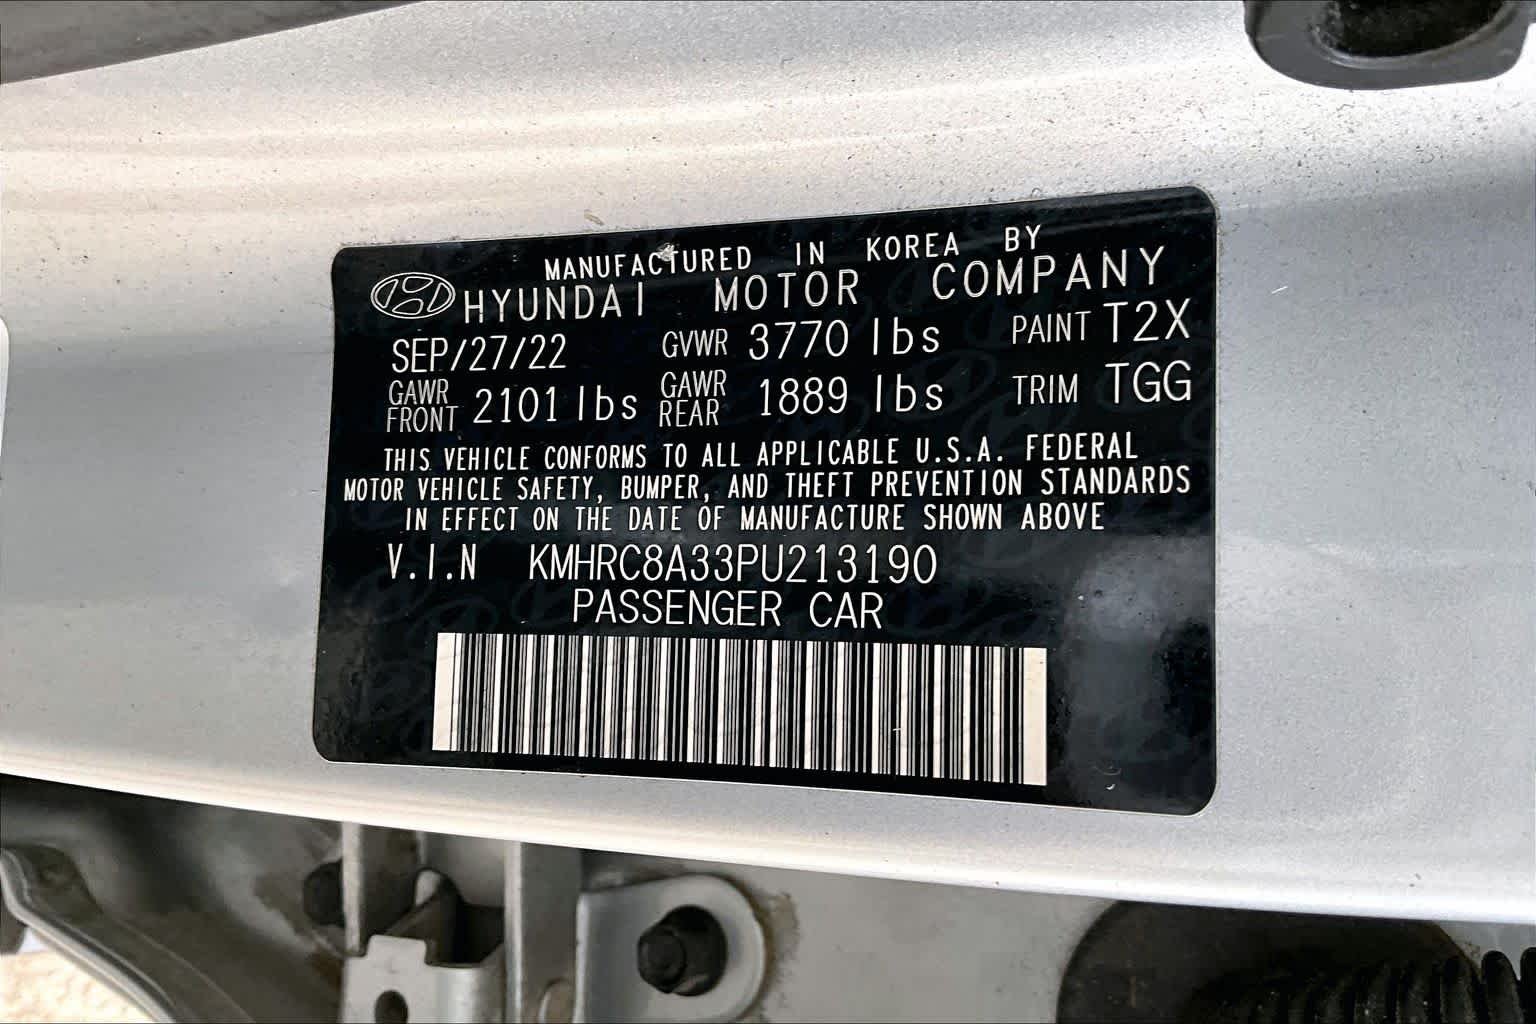 MANUFACTURED IN KOREA BY
HYUNDAI MOTOR COMPANY
SEP/27/22 GVWR 3770 lbs PAINT T2X
GAWR FRONT 2101 lbs GAWR REAR 1889 lbs TRIM TGG
THIS VEHICLE CONFORMS TO ALL APPLICABLE U.S.A. FEDERAL
MOTOR VEHICLE SAFETY, BUMPER, AND THEFT PREVENTION STANDARDS
IN EFFECT ON THE DATE OF MANUFACTURE SHOWN ABOVE
V.I.N KMHRC8A33PU213190
PASSENGER CAR